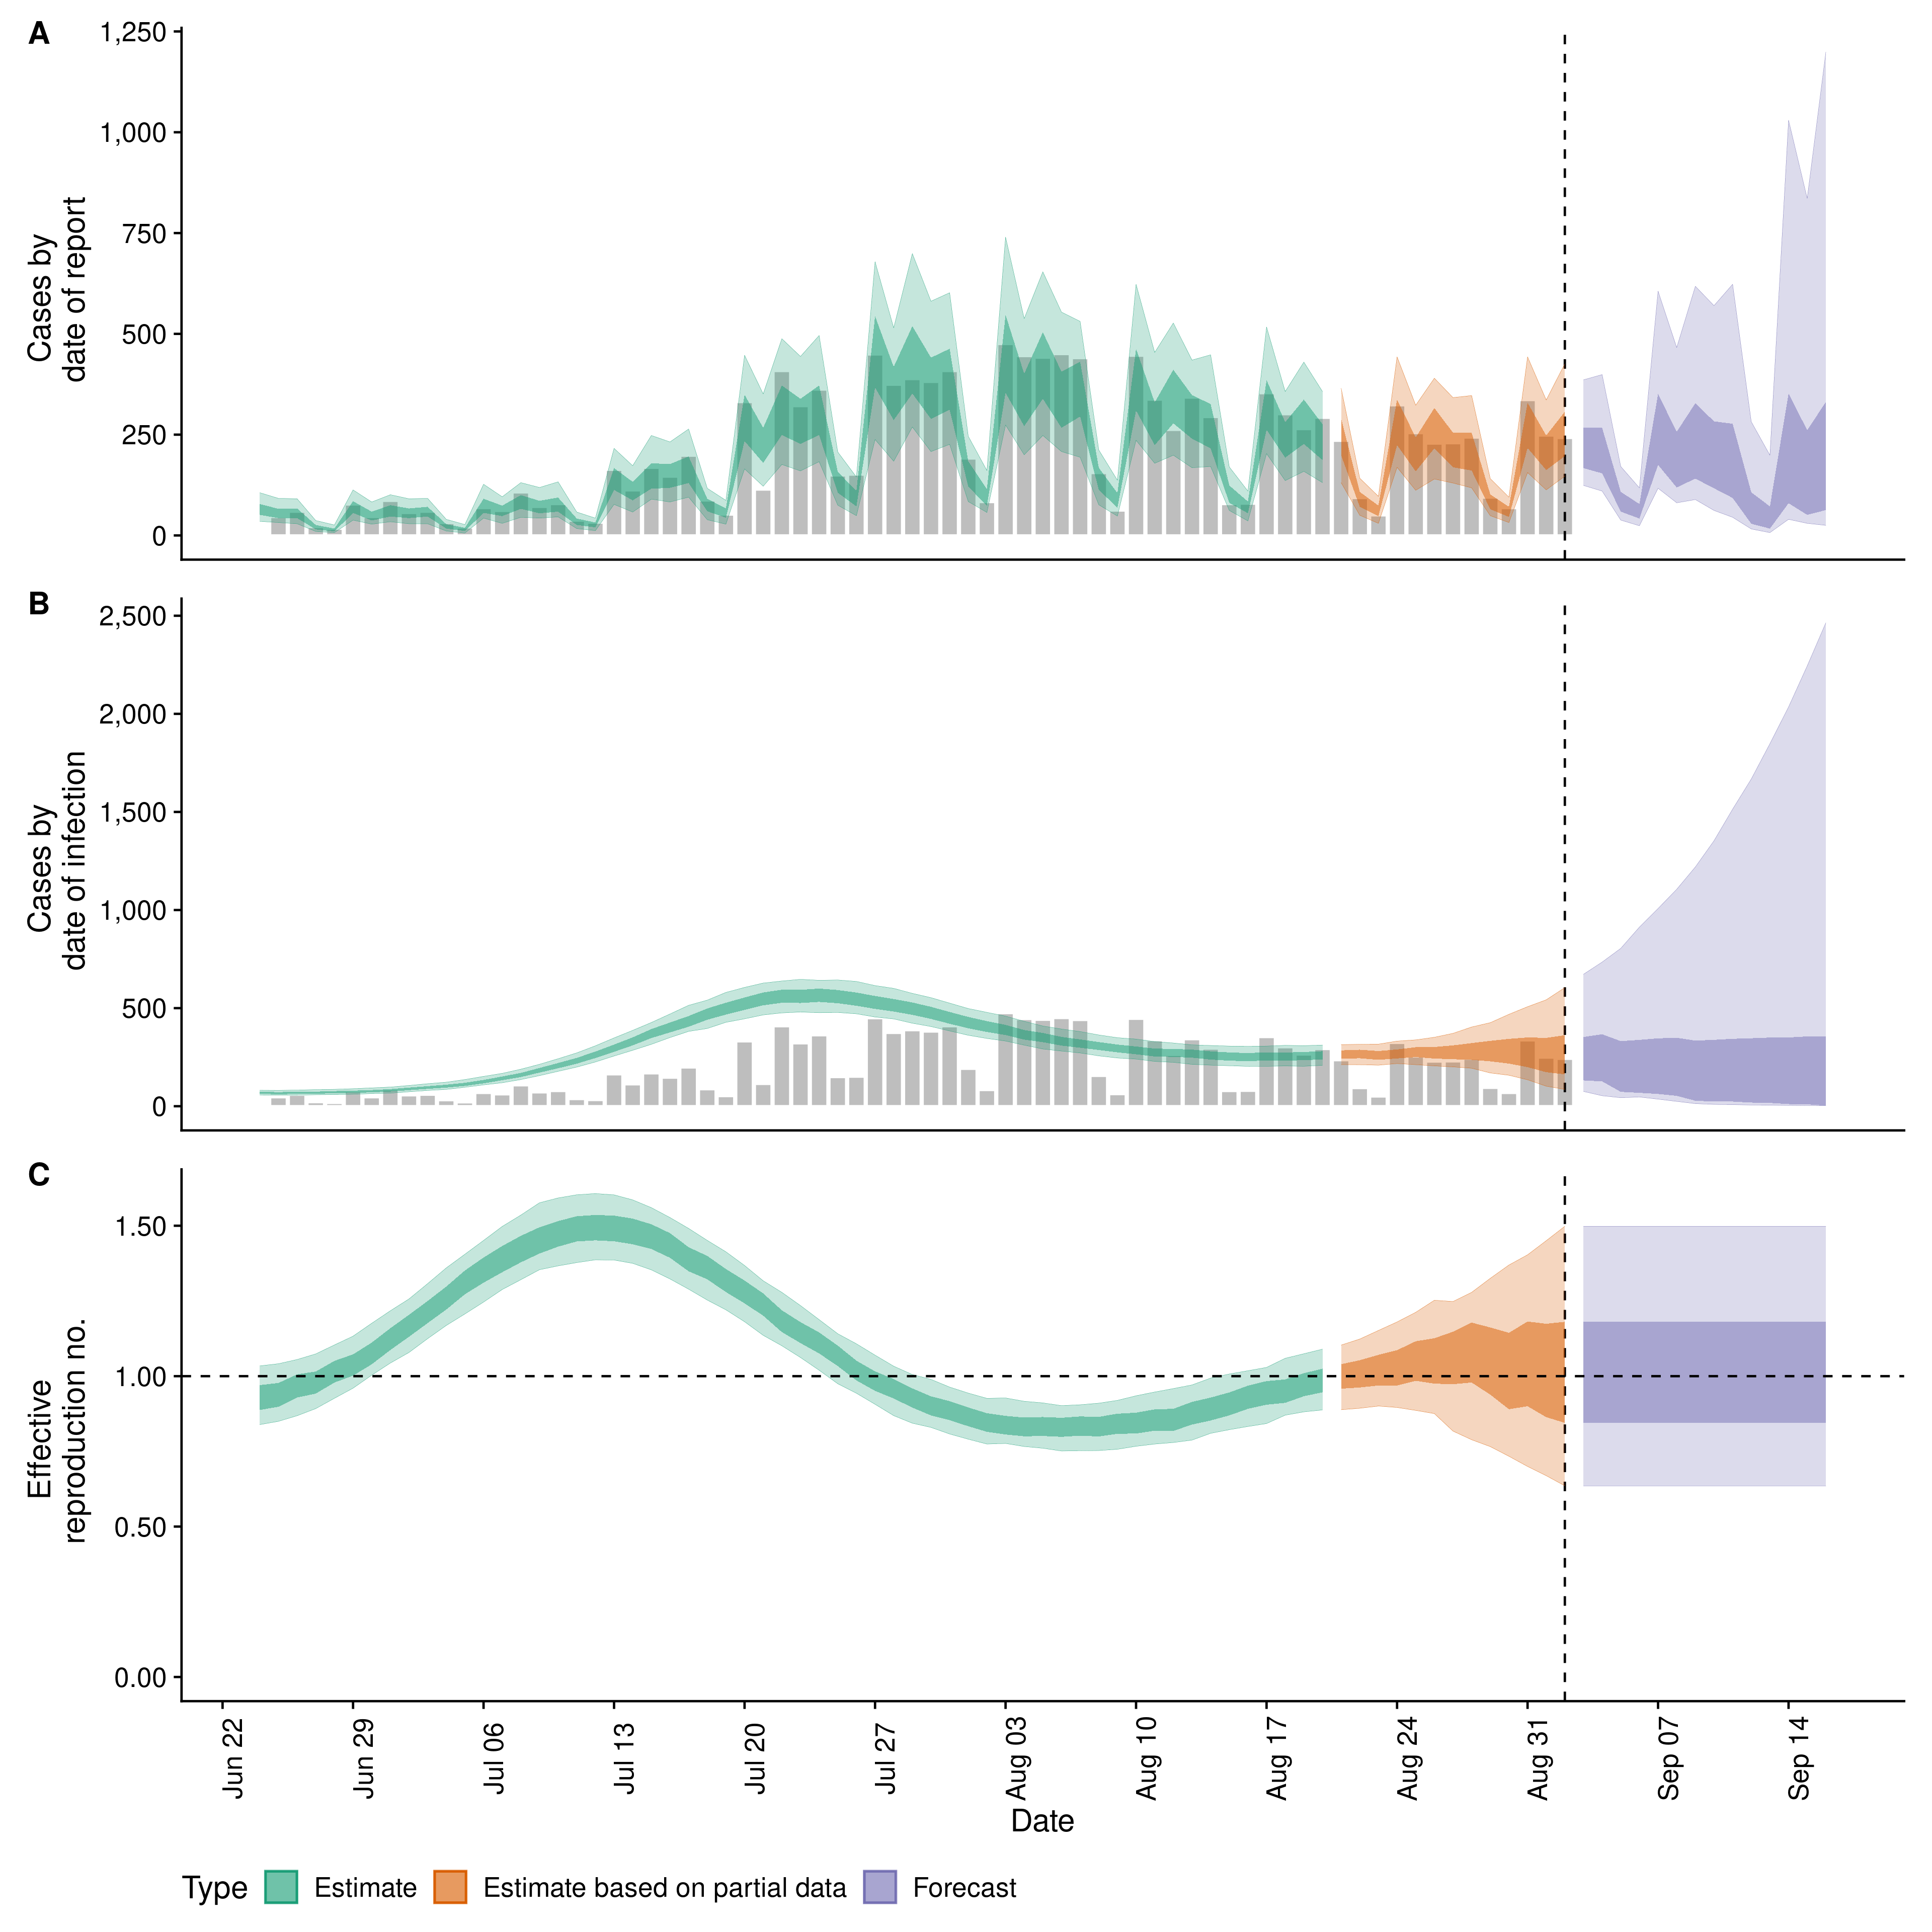 A
1,250
1,000
750
500
250
0
Cases by
date of report
B
2,500
2,000
1,500
1,000
500
0
Cases by
date of infection
C
1.50
1.00
0.50
0.00
Effective
reproduction no.
Jun 22
Jun 29
Jul 06
Jul 13
Jul 20
Jul 27
Aug 03
Aug 10
Aug 17
Aug 24
Aug 31
Sep 07
Sep 14
Date
Type Estimate Estimate based on partial data Forecast